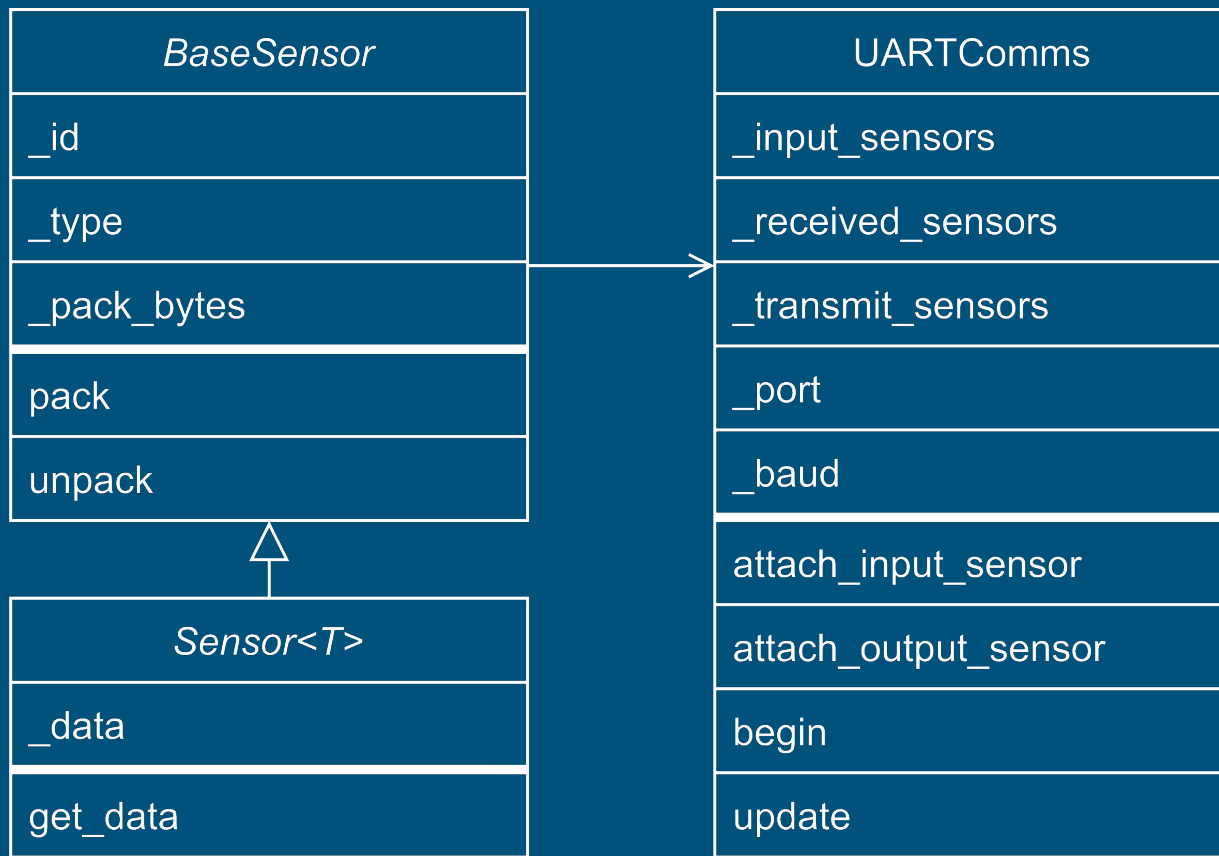 BaseSensor
_id
_type
_pack_bytes
pack
unpack
Sensor<T>
_data
get_data
UARTComms
_input_sensors
_received_sensors
_transmit_sensors
_port
_baud
attach_input_sensor
attach_output_sensor
begin
update